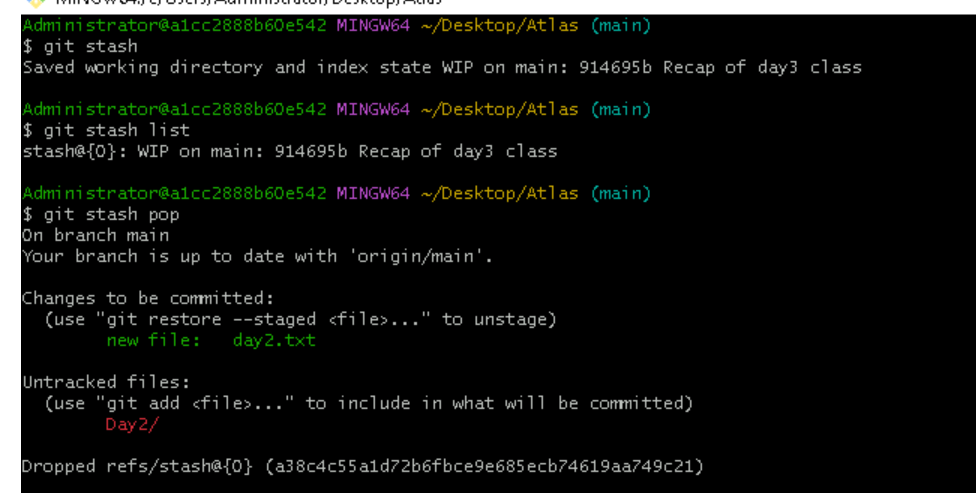 MINGW64:/c/Users/Administrator/Desktop/Atlas
Administrator@a1cc2888b60e542 MINGW64 ~/Desktop/Atlas (main)
$ git stash
Saved working directory and index state WIP on main: 914695b Recap of day3 class
Administrator@a1cc2888b60e542 MINGW64 ~/Desktop/Atlas (main)
$ git stash list
stash@{0}: WIP on main: 914695b Recap of day3 class
Administrator@a1cc2888b60e542 MINGW64 ~/Desktop/Atlas (main)
$ git stash pop
On branch main
Your branch is up to date with 'origin/main'.
Changes to be committed:
(use "git restore --staged <file>..." to unstage)
new file: day2.txt
Untracked files:
(use "git add <file>..." to include in what will be committed)
Day2/
Dropped refs/stash@{0} (a38c4c55a1d72b6fbce9e685ecb74619aa749c21)